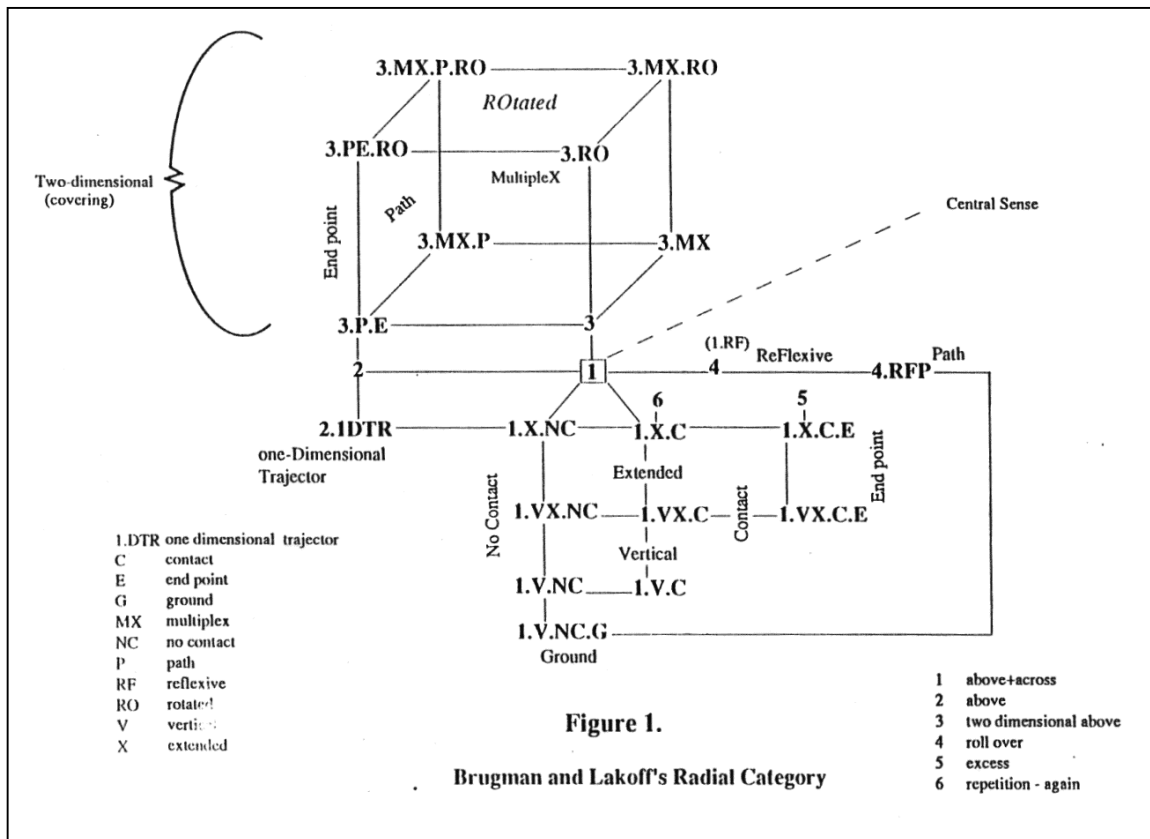 3.MX.P.RO 3.MX.RO
ROtated
3.PE.RO 3.RO
MultipleX
Two-dimensional
(covering)
Path
End point
Central Sense
3.MX.P 3.MX
3.P.E 3
(1.RF)
2 1 4 ReFlexive 4.RFP Path
6 5
2.1DTR 1.X.NC 1.X.C 1.X.C.E
one-Dimensional
Trajector
Extended
No Contact
Contact
End point
1.VX.NC 1.VX.C 1.VX.C.E
Vertical
1.V.NC 1.V.C
1.V.NC.G
Ground
1.DTR one dimensional trajector
C contact
E end point
G ground
MX multiplex
NC no contact
P path
RF reflexive
RO rotated
V
X extended
1 above+across
2 above
3 two dimensional above
4 roll over
5 excess
6 repetition - again
Figure 1.
Brugman and Lakoff's Radial Category